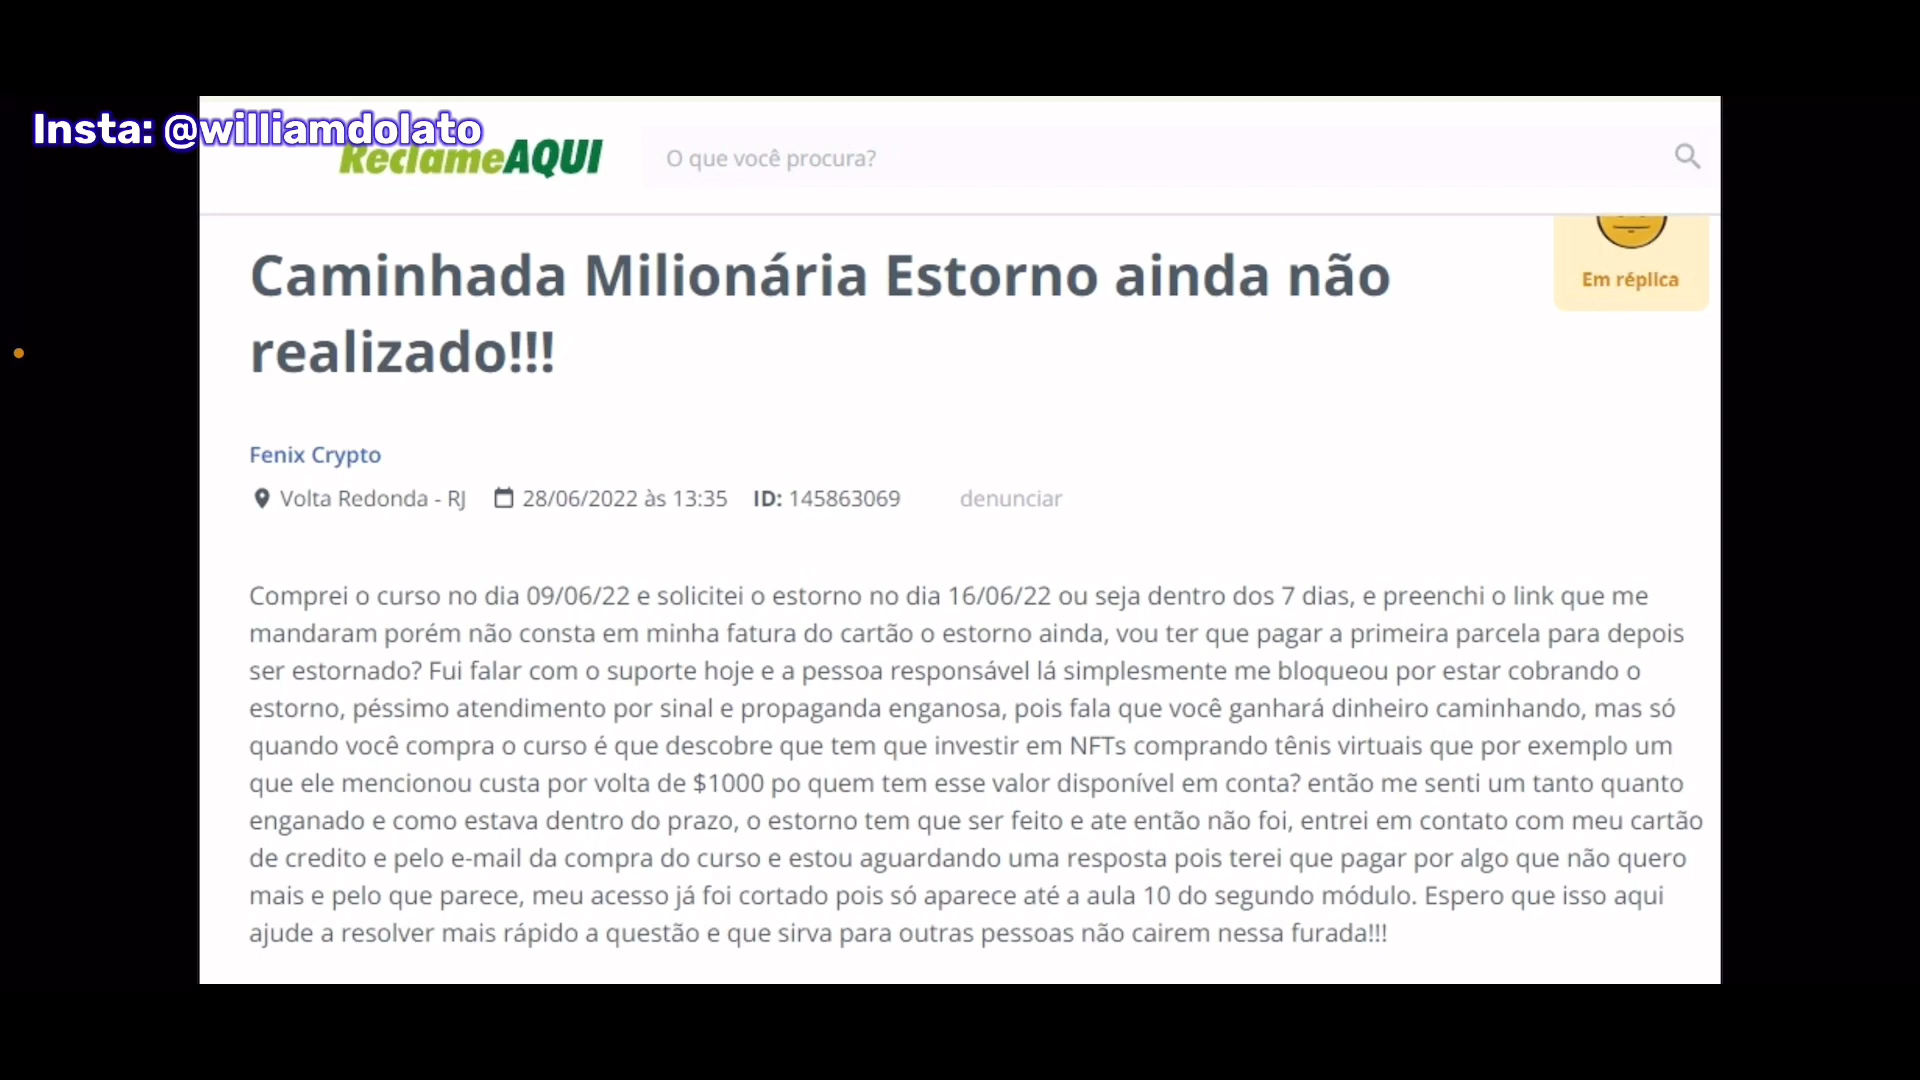 Insta: @williamdolato
ReclameAQUI
O que você procura?
Caminhada Milionária Estorno ainda não
realizado!!!
Em réplica
Fenix Crypto
Volta Redonda - RJ 28/06/2022 às 13:35 ID: 145863069 denunciar
Comprei o curso no dia 09/06/22 e solicitei o estorno no dia 16/06/22 ou seja dentro dos 7 dias, e preenchi o link que me
mandaram porém não consta em minha fatura do cartão o estorno ainda, vou ter que pagar a primeira parcela para depois
ser estornado? Fui falar com o suporte hoje e a pessoa responsável lá simplesmente me bloqueou por estar cobrando o
estorno, péssimo atendimento por sinal e propaganda enganosa, pois fala que você ganhará dinheiro caminhando, mas só
quando você compra o curso é que descobre que tem que investir em NFTs comprando tênis virtuais que por exemplo um
que ele mencionou custa por volta de $1000 po quem tem esse valor disponível em conta? então me senti um tanto quanto
enganado e como estava dentro do prazo, o estorno tem que ser feito e ate então não foi, entrei em contato com meu cartão
de credito e pelo e-mail da compra do curso e estou aguardando uma resposta pois terei que pagar por algo que não quero
mais e pelo que parece, meu acesso já foi cortado pois só aparece até a aula 10 do segundo módulo. Espero que isso aqui
ajude a resolver mais rápido a questão e que sirva para outras pessoas não cairem nessa furada!!!